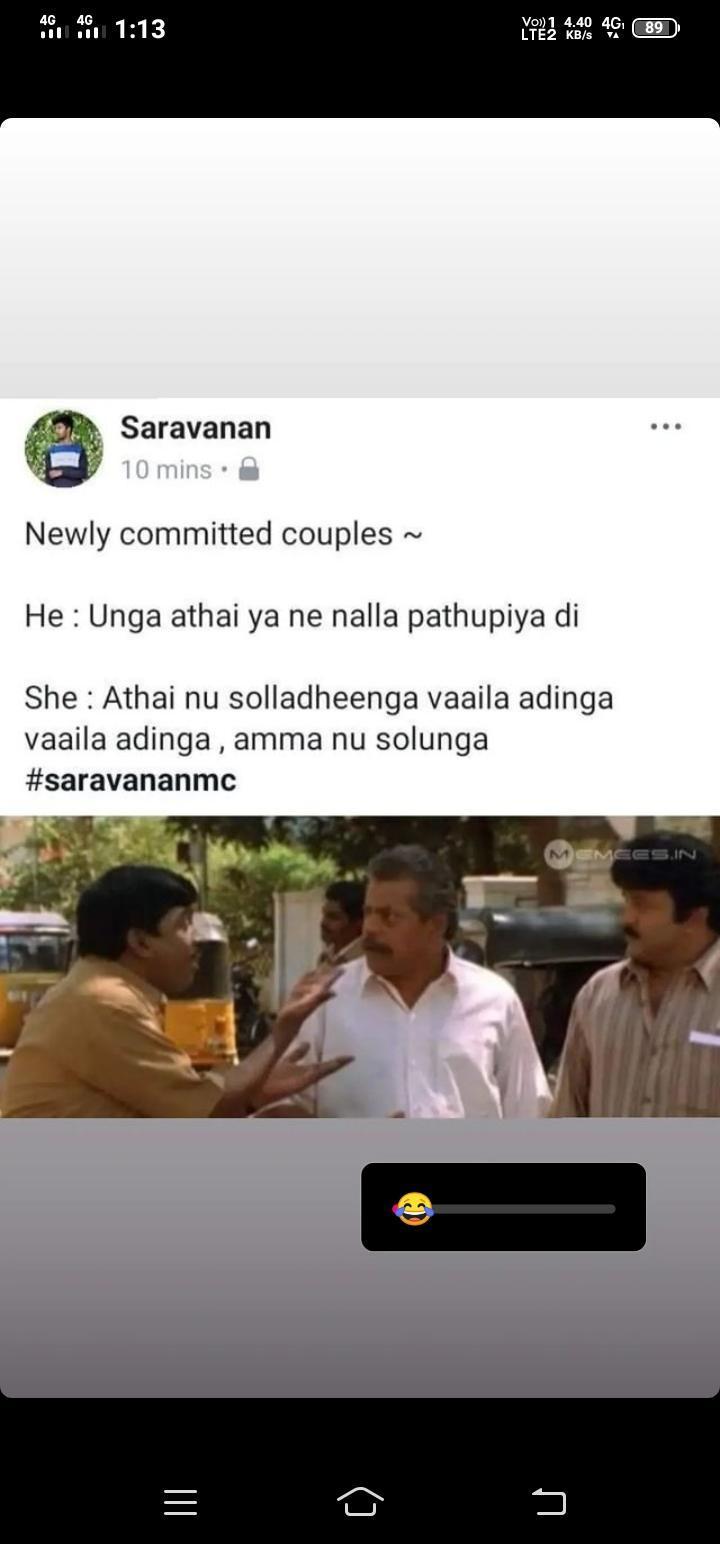 4G 4G 1:13 Vo))1 LTE2 4.40 KB/s 4G 89
Saravanan
10 mins •
Newly committed couples ~
He : Unga athai ya ne nalla pathupiya di
She : Athai nu solladheenga vaaila adinga
vaaila adinga , amma nu solunga
#saravananmc
MEMEES.IN